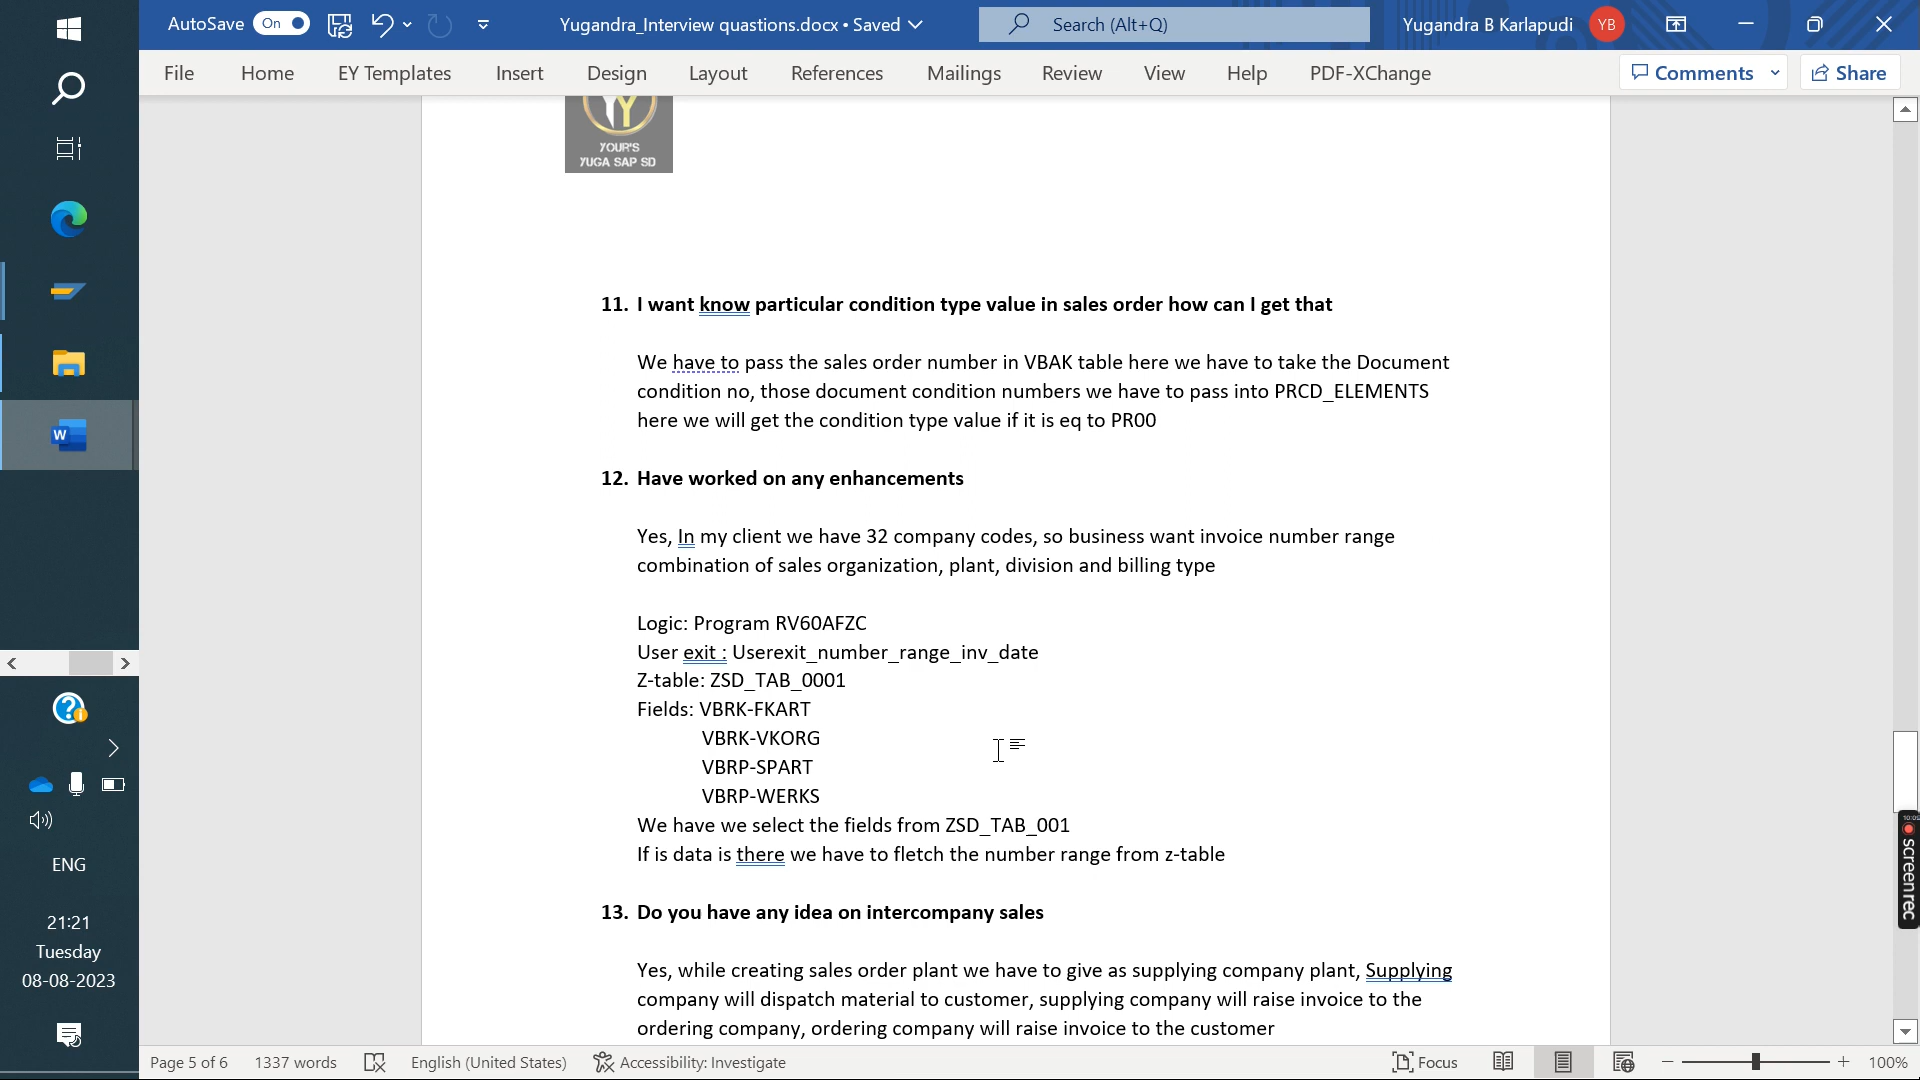 AutoSave On Yugandra_Interview quastions.docx • Saved Search (Alt+Q) Yugandra B Karlapudi YB
File Home EY Templates Insert Design Layout References Mailings Review View Help PDF-XChange Comments Share
YY
YOUR'S
YUGA SAP SD
11. I want know particular condition type value in sales order how can I get that
We have to pass the sales order number in VBAK table here we have to take the Document
condition no, those document condition numbers we have to pass into PRCD_ELEMENTS
here we will get the condition type value if it is eq to PR00
12. Have worked on any enhancements
Yes, In my client we have 32 company codes, so business want invoice number range
combination of sales organization, plant, division and billing type
Logic: Program RV60AFZC
User exit : Userexit_number_range_inv_date
Z-table: ZSD_TAB_0001
Fields: VBRK-FKART
VBRK-VKORG
VBRP-SPART
VBRP-WERKS
We have we select the fields from ZSD_TAB_001
If is data is there we have to fletch the number range from z-table
13. Do you have any idea on intercompany sales
Yes, while creating sales order plant we have to give as supplying company plant, Supplying
company will dispatch material to customer, supplying company will raise invoice to the
ordering company, ordering company will raise invoice to the customer
W
ENG
21:21
Tuesday
08-08-2023
screenrec
Page 5 of 6 1337 words English (United States) Accessibility: Investigate Focus 100%